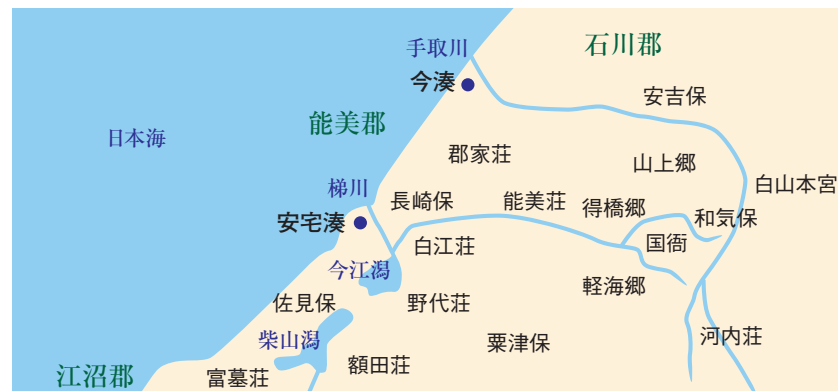 手取川
石川郡
今湊
安吉保
能美郡
日本海
郡家荘
山上郷
白山本宮
梯川
長崎保
能美荘
得橋郷
和気保
安宅湊
白江荘
国衙
今江潟
軽海郷
佐見保
野代荘
柴山潟
粟津保
河内荘
額田荘
江沼郡
富墓荘